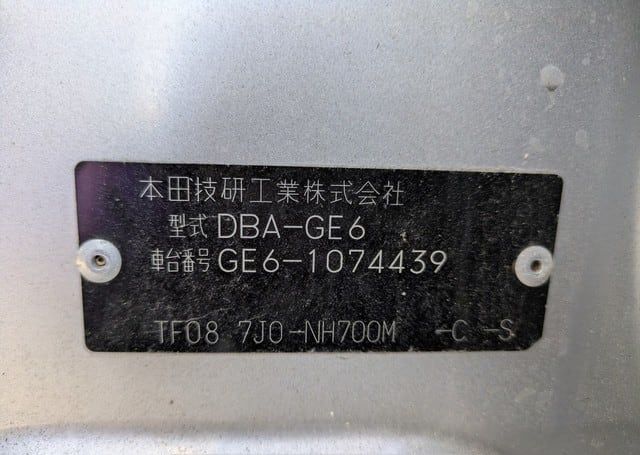 本田技研工業株式会社
型式 DBA-GE6
車台番号 GE6-1074439
TF08 7J0-NH700M -C -S